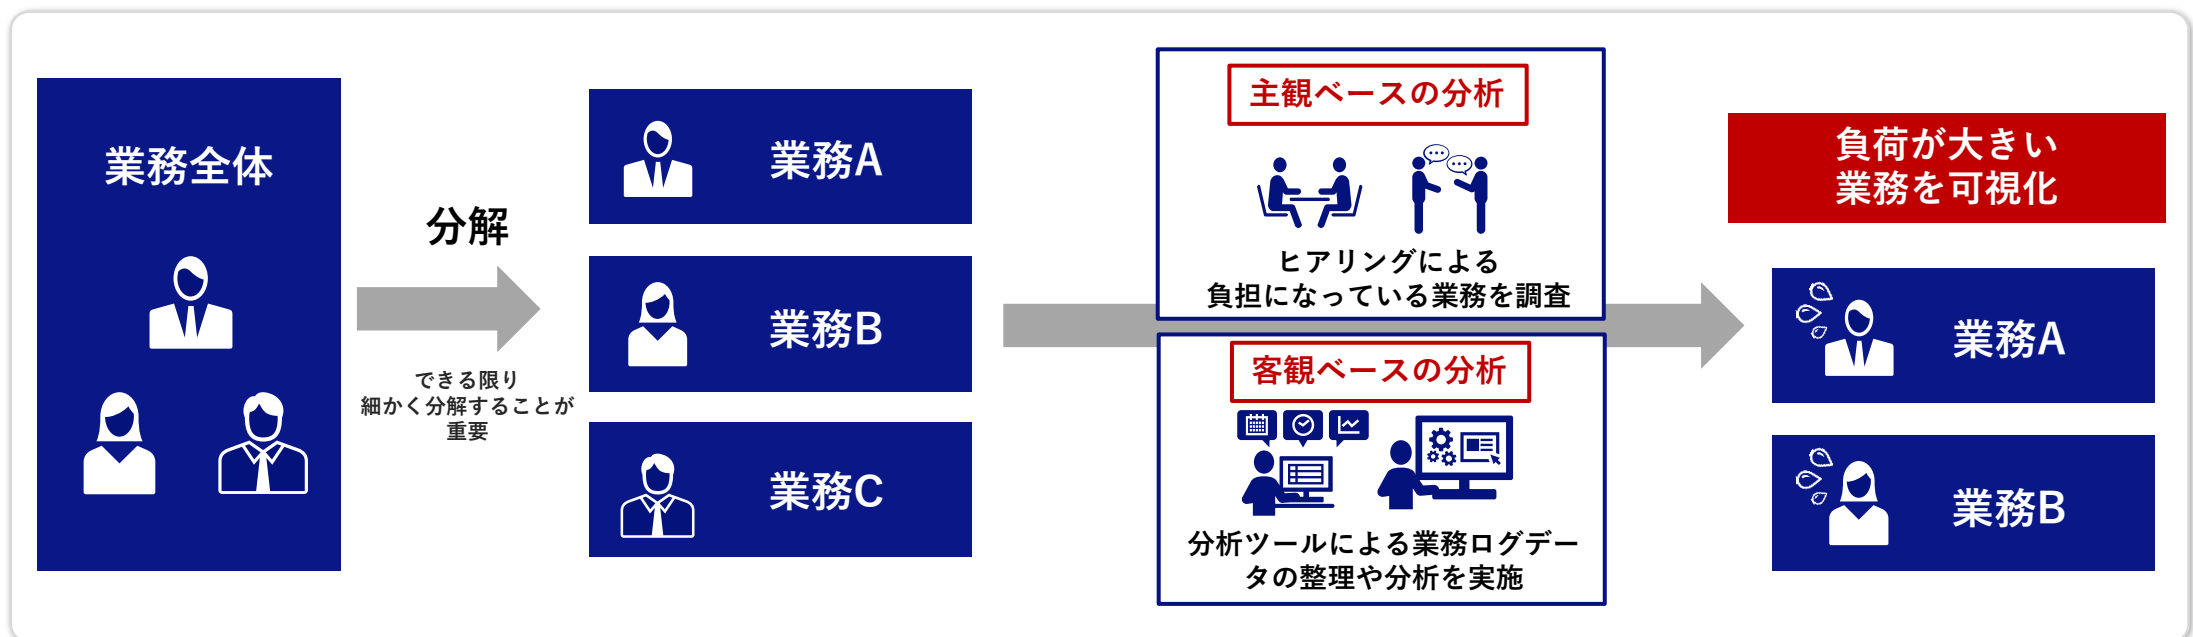 業務全体
分解
できる限り
細かく分解することが
重要
業務A
業務B
業務C
主観ベースの分析
ヒアリングによる
負担になっている業務を調査
客観ベースの分析
分析ツールによる業務ログデー
タの整理や分析を実施
負荷が大きい
業務を可視化
業務A
業務B